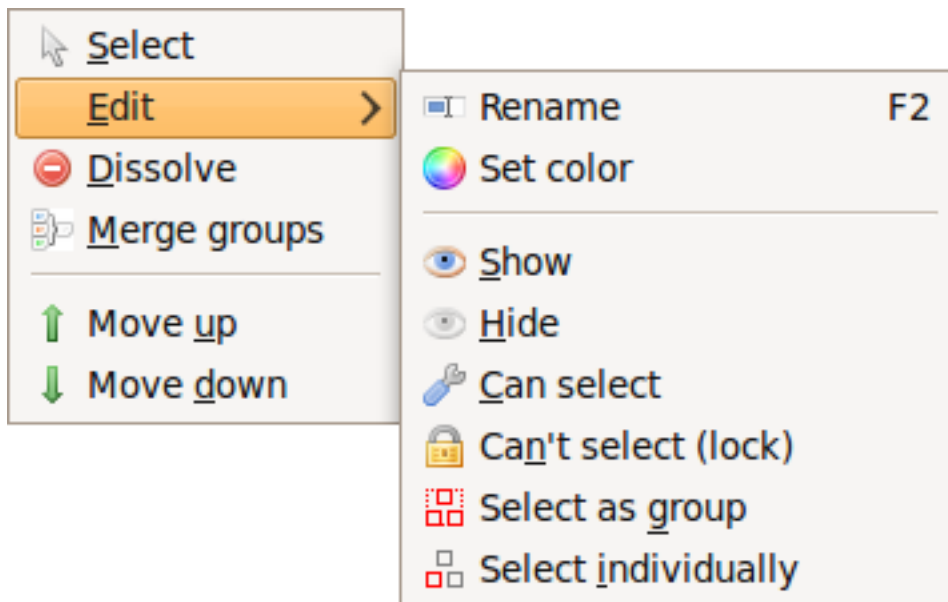 Select
Edit
Dissolve
Merge groups
Move up
Move down
Rename F2
Set color
Show
Hide
Can select
Can't select (lock)
Select as group
Select individually